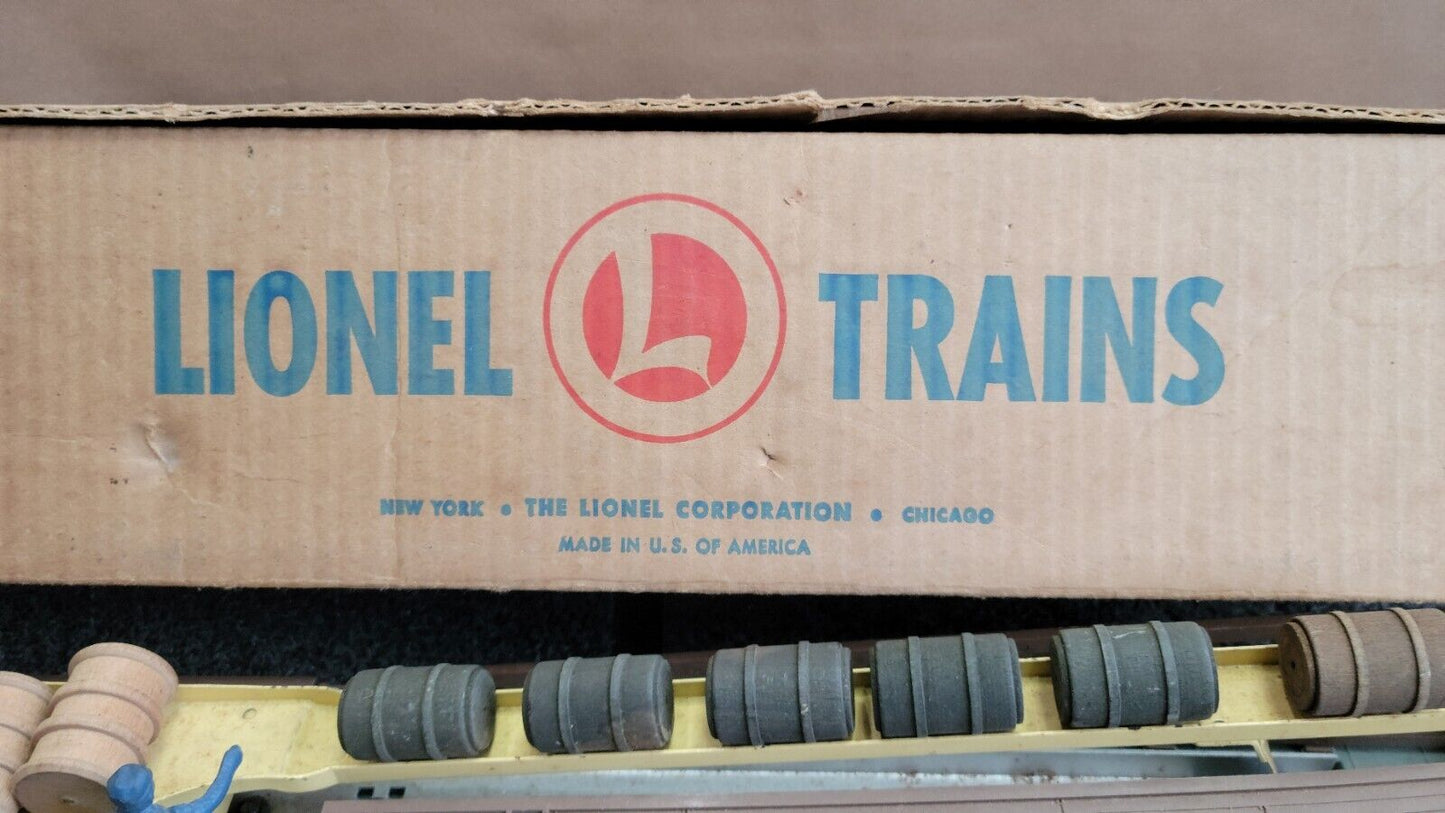 LIONEL L TRAINS
NEW YORK • THE LIONEL CORPORATION • CHICAGO
MADE IN U.S. OF AMERICA